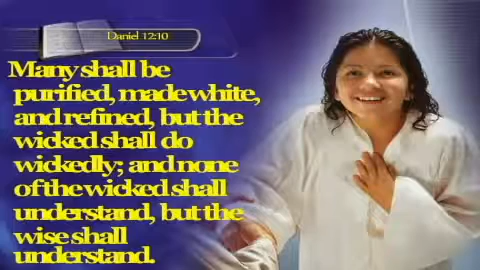 Daniel 12:10
Many shall be
purified, made white,
and refined, but the
wicked shall do
wickedly; and none
of the wicked shall
understand, but the
wise shall
understand.